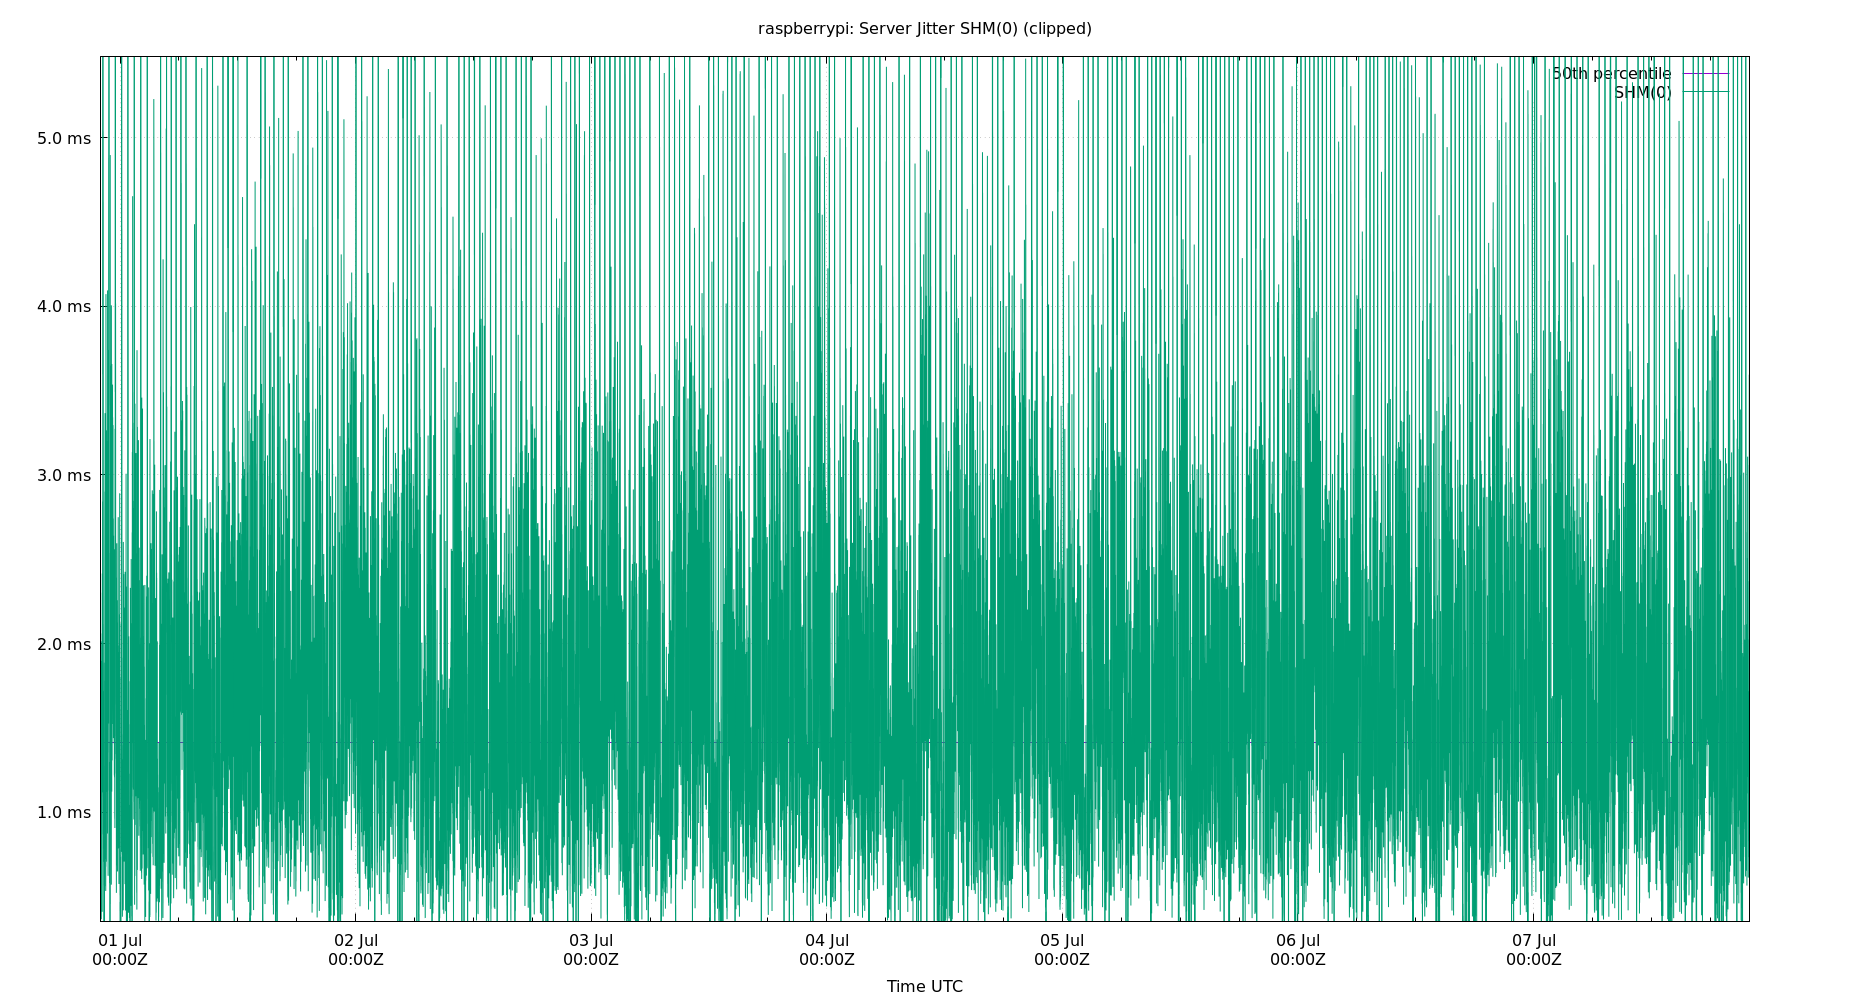 raspberrypi: Server Jitter SHM(0) (clipped)
50th percentile
SHM(0)
5.0 ms
4.0 ms
3.0 ms
2.0 ms
1.0 ms
01 Jul 02 Jul 03 Jul 04 Jul 05 Jul 06 Jul 07 Jul
00:00Z 00:00Z 00:00Z 00:00Z 00:00Z 00:00Z 00:00Z
Time UTC